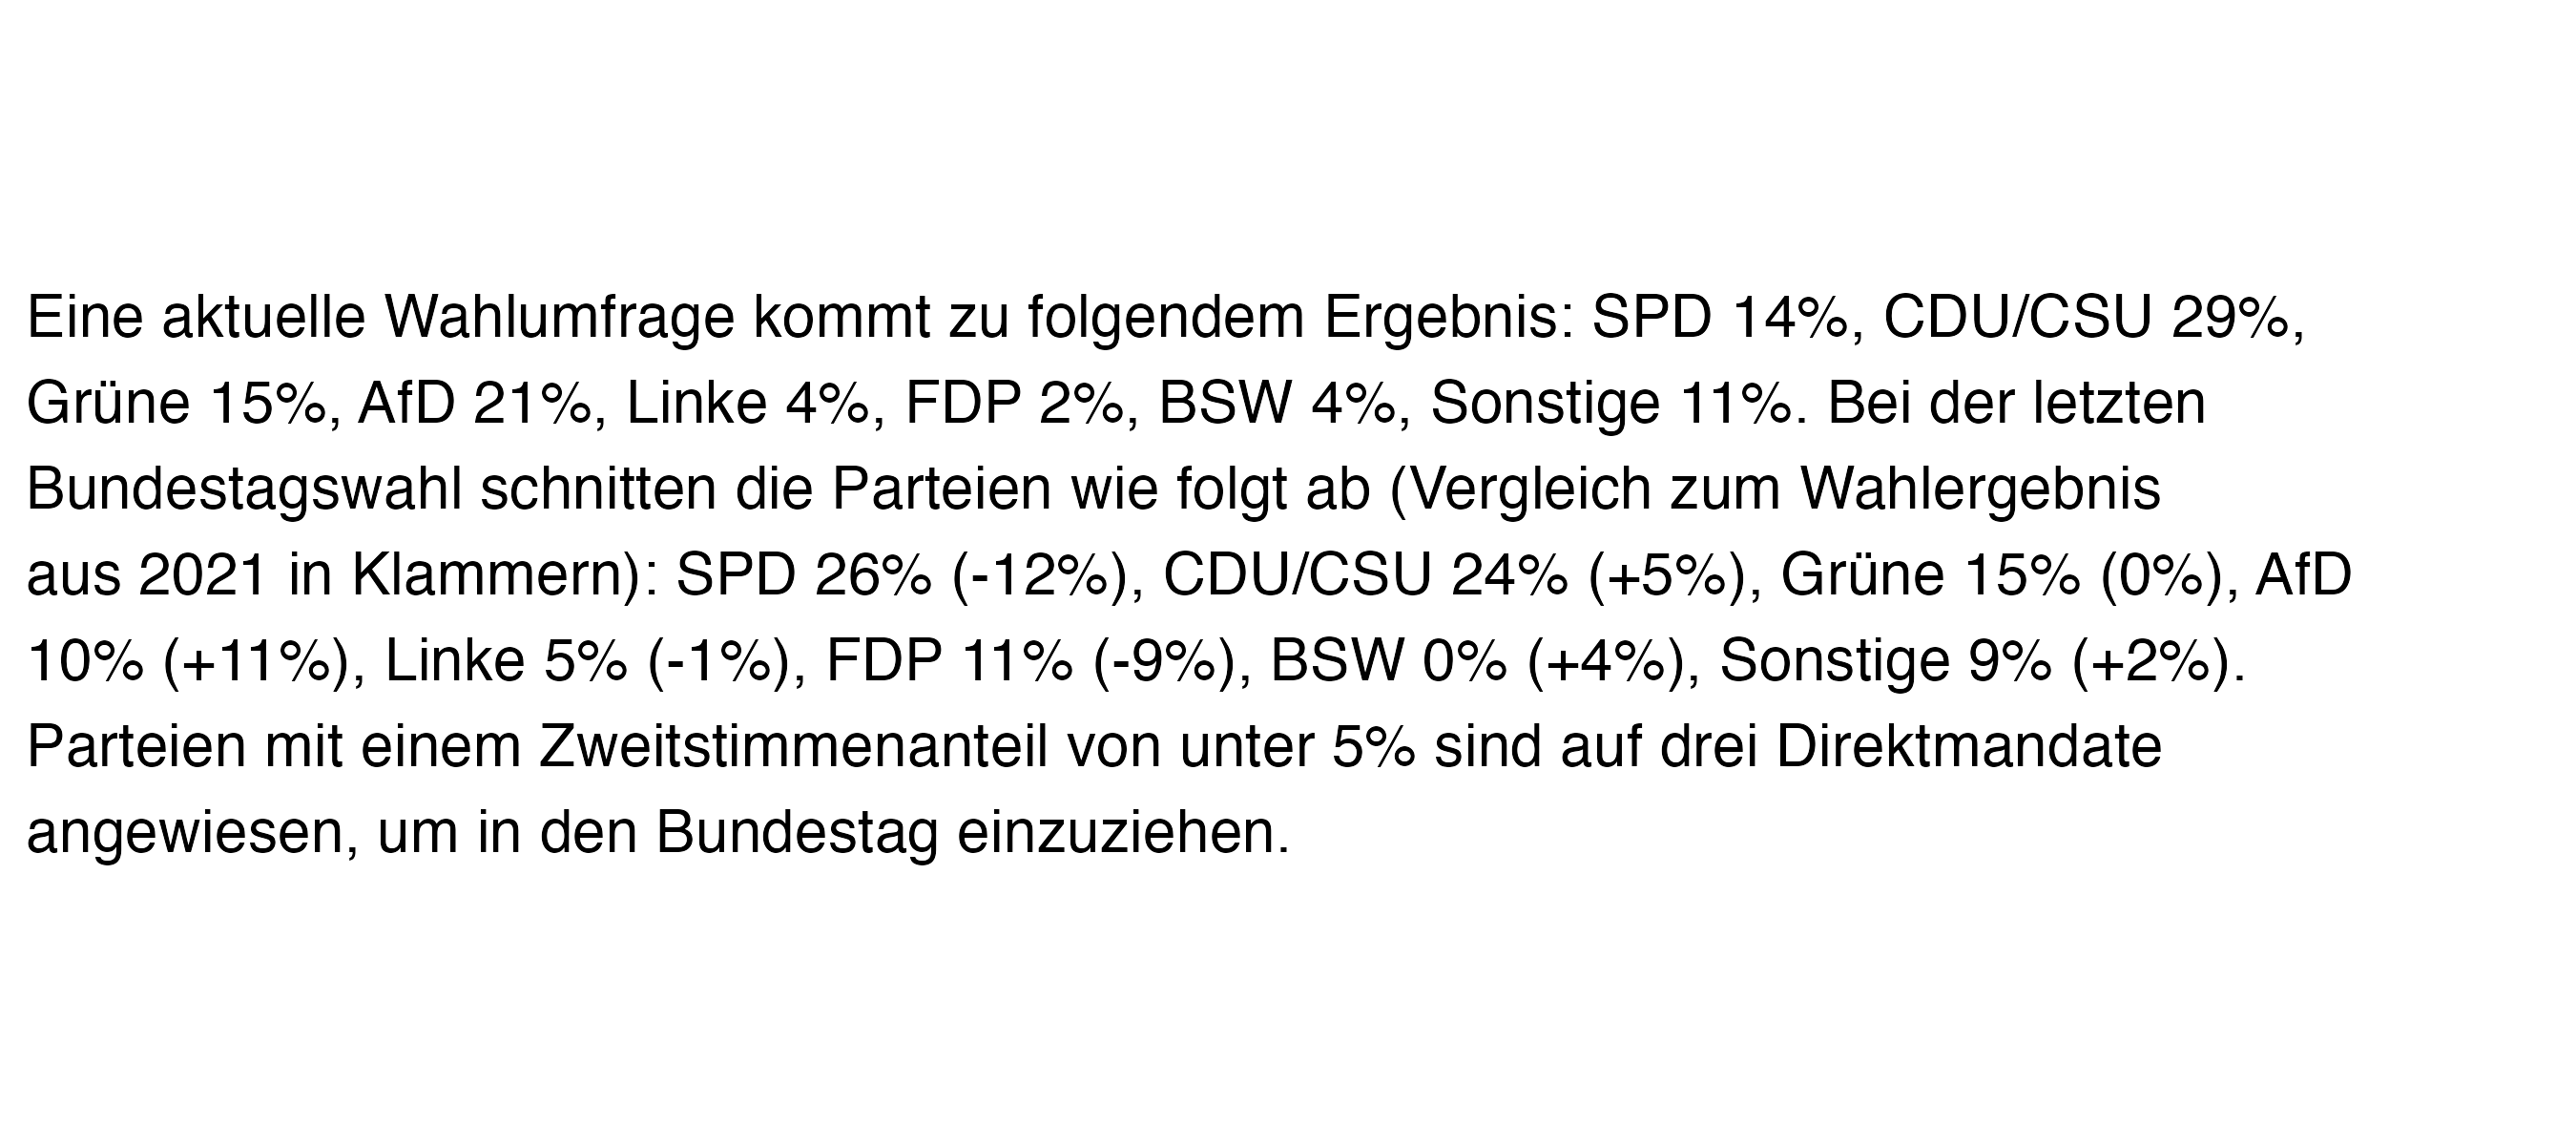 Eine aktuelle Wahlumfrage kommt zu folgendem Ergebnis: SPD 14%, CDU/CSU 29%,
Grüne 15%, AfD 21%, Linke 4%, FDP 2%, BSW 4%, Sonstige 11%. Bei der letzten
Bundestagswahl schnitten die Parteien wie folgt ab (Vergleich zum Wahlergebnis
aus 2021 in Klammern): SPD 26% (-12%), CDU/CSU 24% (+5%), Grüne 15% (0%), AfD
10% (+11%), Linke 5% (-1%), FDP 11% (-9%), BSW 0% (+4%), Sonstige 9% (+2%).
Parteien mit einem Zweitstimmenanteil von unter 5% sind auf drei Direktmandate
angewiesen, um in den Bundestag einzuziehen.